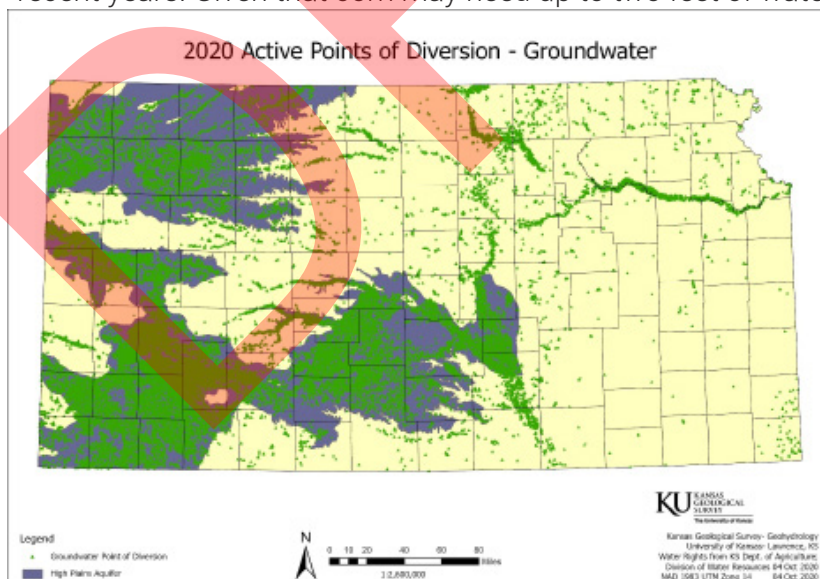 recent years. Given that corn may need up to two feet of wate
2020 Active Points of Diversion - Groundwater
KU KANSAS
GEOLOGICAL
SURVEY
The University of Kansas
Legend
Groundwater Point of Diversion
High Plains Aquifer
N
0 10 20 40 60 80
Miles
1:2,600,000
Kansas Geological Survey- Geohydrology
University of Kansas- Lawrence, KS
Water Rights from KS Dept. of Agriculture,
Division of Water Resources 04 Oct 2020
NAD 1983 UTM Zone 14 04 Oct 2020